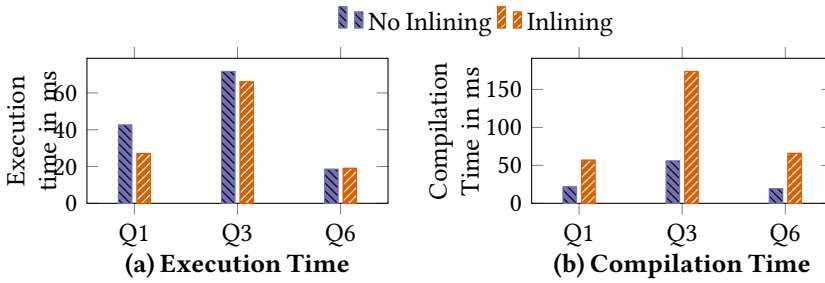 No Inlining Inlining
Execution
time in ms
60
40
20
0
Q1 Q3 Q6
(a) Execution Time
Compilation
Time in ms
150
100
50
0
Q1 Q3 Q6
(b) Compilation Time